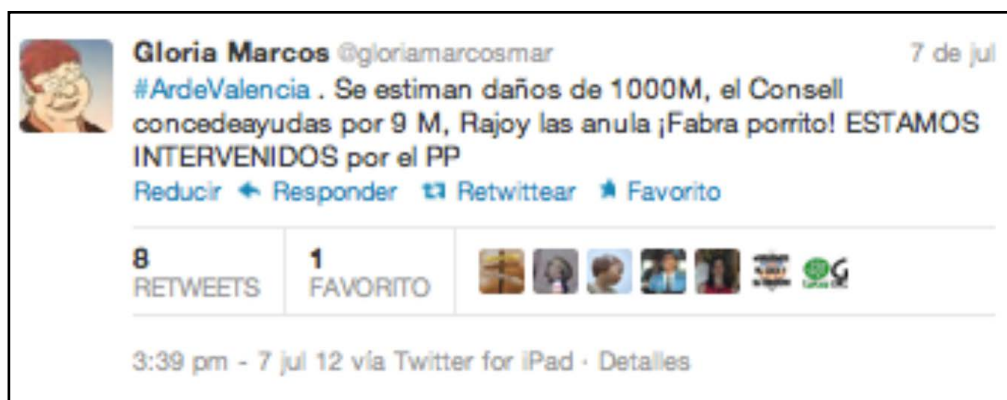 Gloria Marcos @gloriamarcosmar 7 de jul
#ArdeValencia . Se estiman daños de 1000M, el Consell
concedeayudas por 9 M, Rajoy las anula ¡Fabra porrito! ESTAMOS
INTERVENIDOS por el PP
Reducir Responder Retwittear Favorito
8 1
RETWEETS FAVORITO
3:39 pm - 7 jul 12 vía Twitter for iPad · Detalles